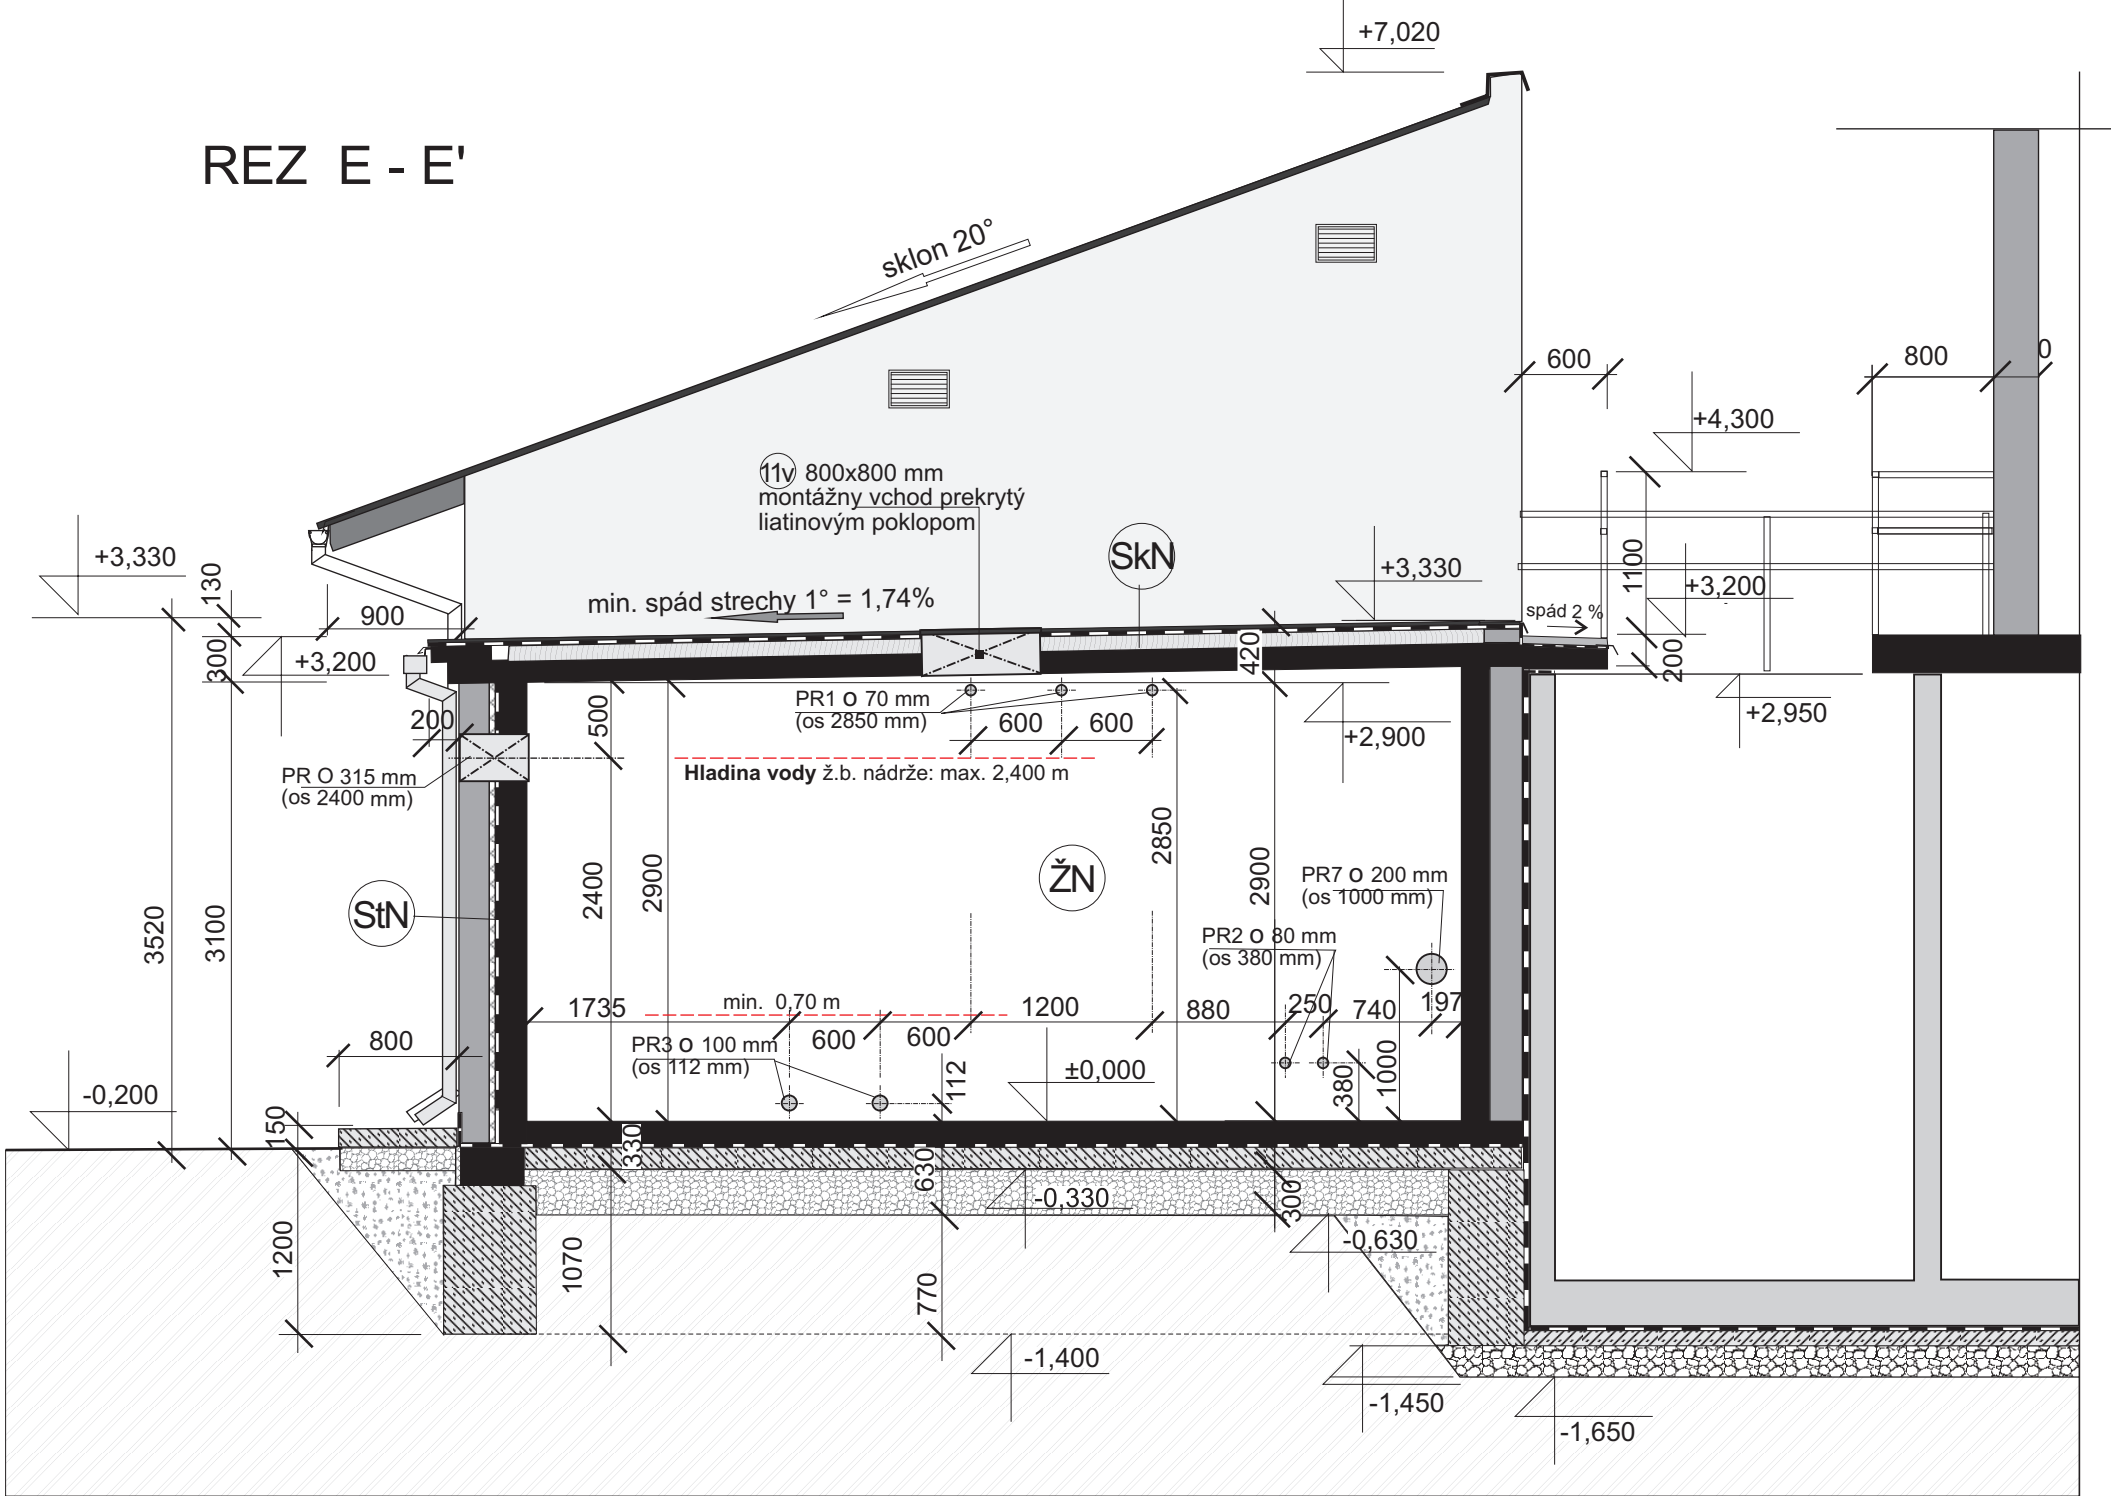 +7,020
REZ E - E'
sklon 20°
600
800
0
+4,300
11v 800x800 mm
montážny vchod prekrytý
liatinovým poklopom
SkN
+3,330
130
+3,330
1100
+3,200
min. spád strechy 1° = 1,74%
spád 2 %
900
300
+3,200
420
200
PR1 O 70 mm
(os 2850 mm)
200
500
600
600
+2,900
+2,950
Hladina vody ž.b. nádrže: max. 2,400 m
PR O 315 mm
(os 2400 mm)
2850
2400
2900
ŽN
2900
PR7 O 200 mm
(os 1000 mm)
StN
3520
3100
PR2 O 80 mm
(os 380 mm)
1735
min. 0,70 m
1200
880
250
740
197
600
600
800
PR3 O 100 mm
(os 112 mm)
112
±0,000
380
1000
-0,200
150
330
630
-0,330
300
-0,630
1200
1070
770
-1,400
-1,450
-1,650